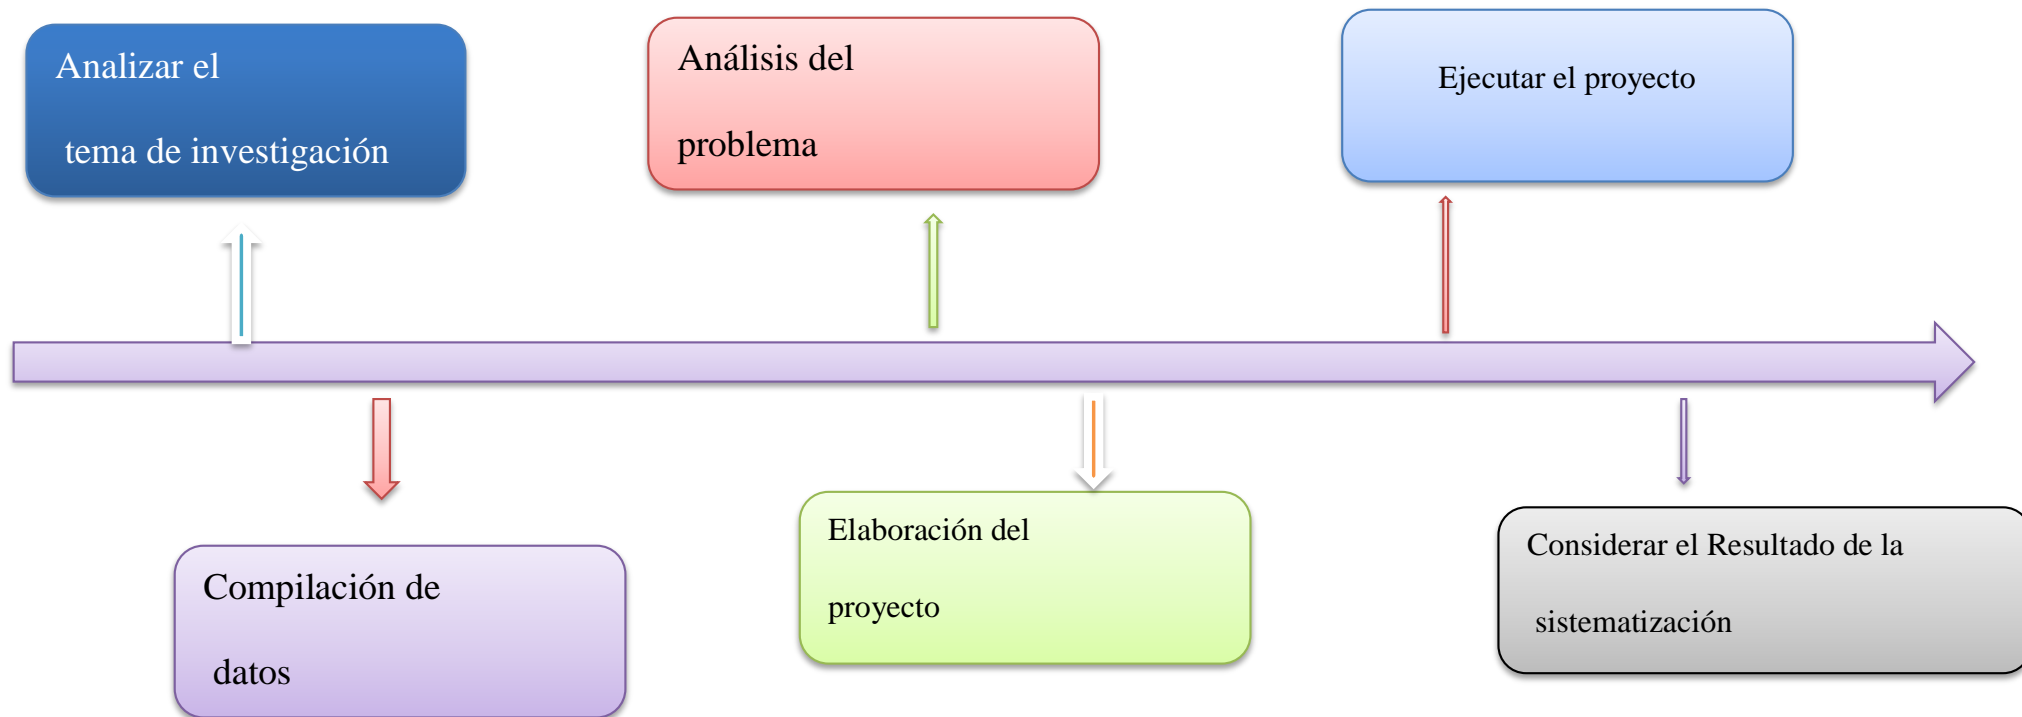 Analizar el
tema de investigación
Análisis del
problema
Ejecutar el proyecto
Compilación de
datos
Elaboración del
proyecto
Considerar el Resultado de la
sistematización